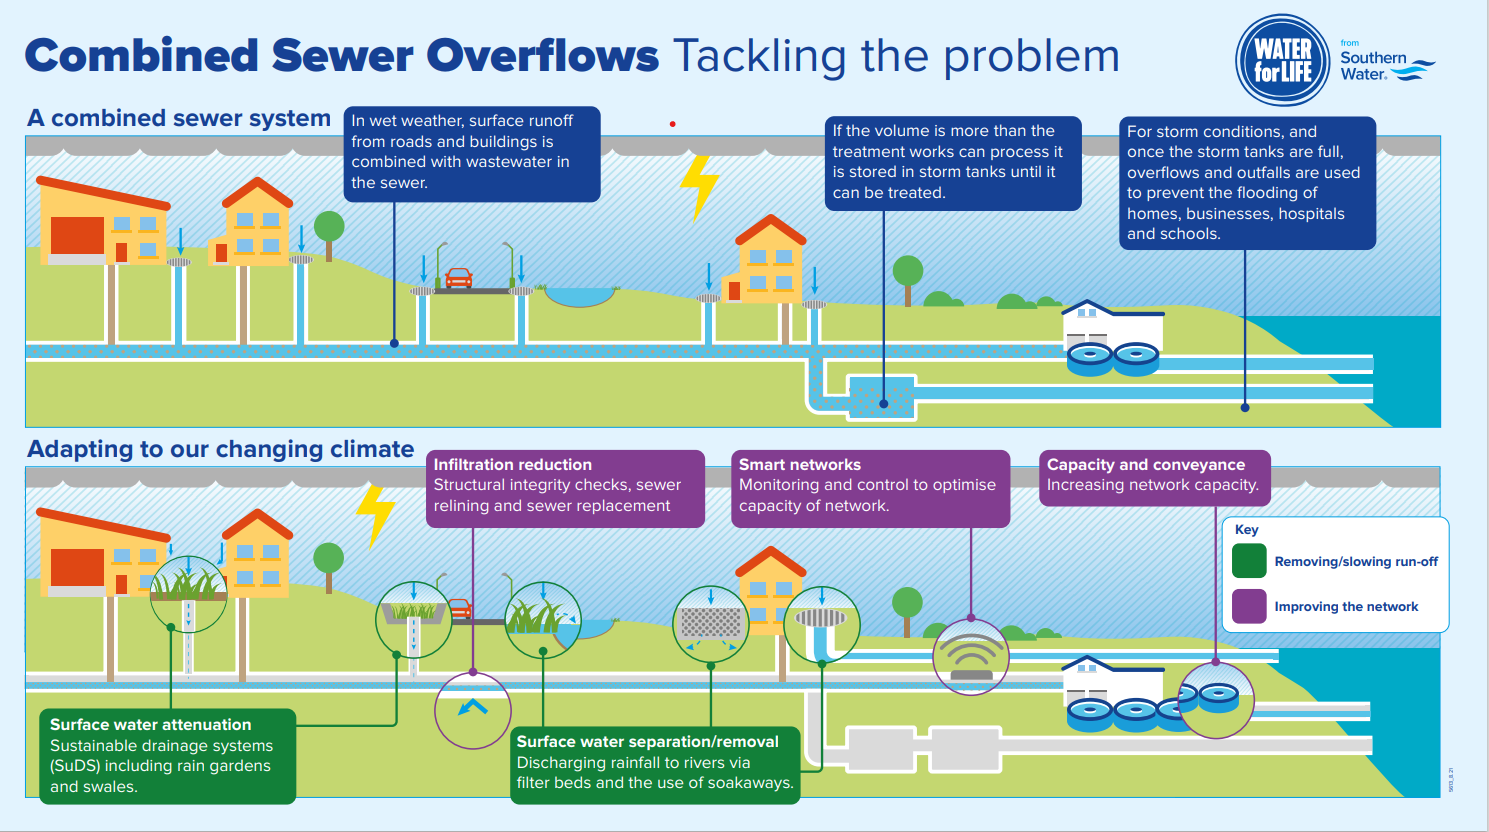 Combined Sewer Overflows Tackling the problem
WATER
for LIFE
from
Southern
Water.
A combined sewer system
In wet weather, surface runoff
from roads and buildings is
combined with wastewater in
the sewer.
If the volume is more than the
treatment works can process it
is stored in storm tanks until it
can be treated.
For storm conditions, and
once the storm tanks are full,
overflows and outfalls are used
to prevent the flooding of
homes, businesses, hospitals
and schools.
Adapting to our changing climate
Infiltration reduction
Structural integrity checks, sewer
relining and sewer replacement
Smart networks
Monitoring and control to optimise
capacity of network.
Capacity and conveyance
Increasing network capacity.
Key
Removing/slowing run-off
Improving the network
Surface water attenuation
Sustainable drainage systems
(SuDS) including rain gardens
and swales.
Surface water separation/removal
Discharging rainfall to rivers via
filter beds and the use of soakaways.